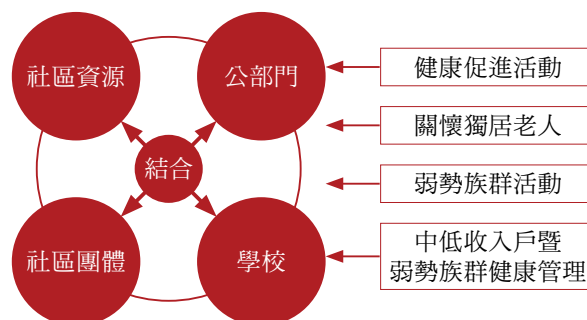 社區資源
公部門
結合
社區團體
學校
健康促進活動
關懷獨居老人
弱勢族群活動
中低收入戶暨
弱勢族群健康管理